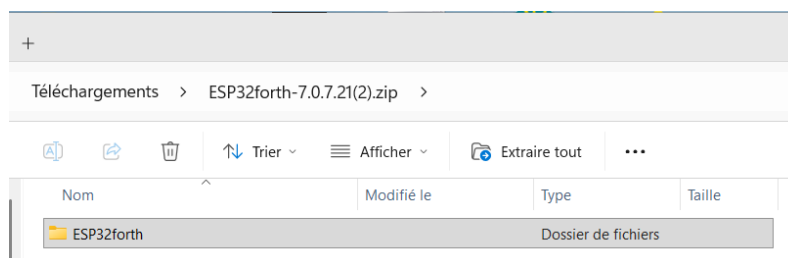 +
Téléchargements > ESP32forth-7.0.7.21(2).zip >
Trier Afficher Extraire tout ...
Nom Modifié le Type Taille
ESP32forth Dossier de fichiers